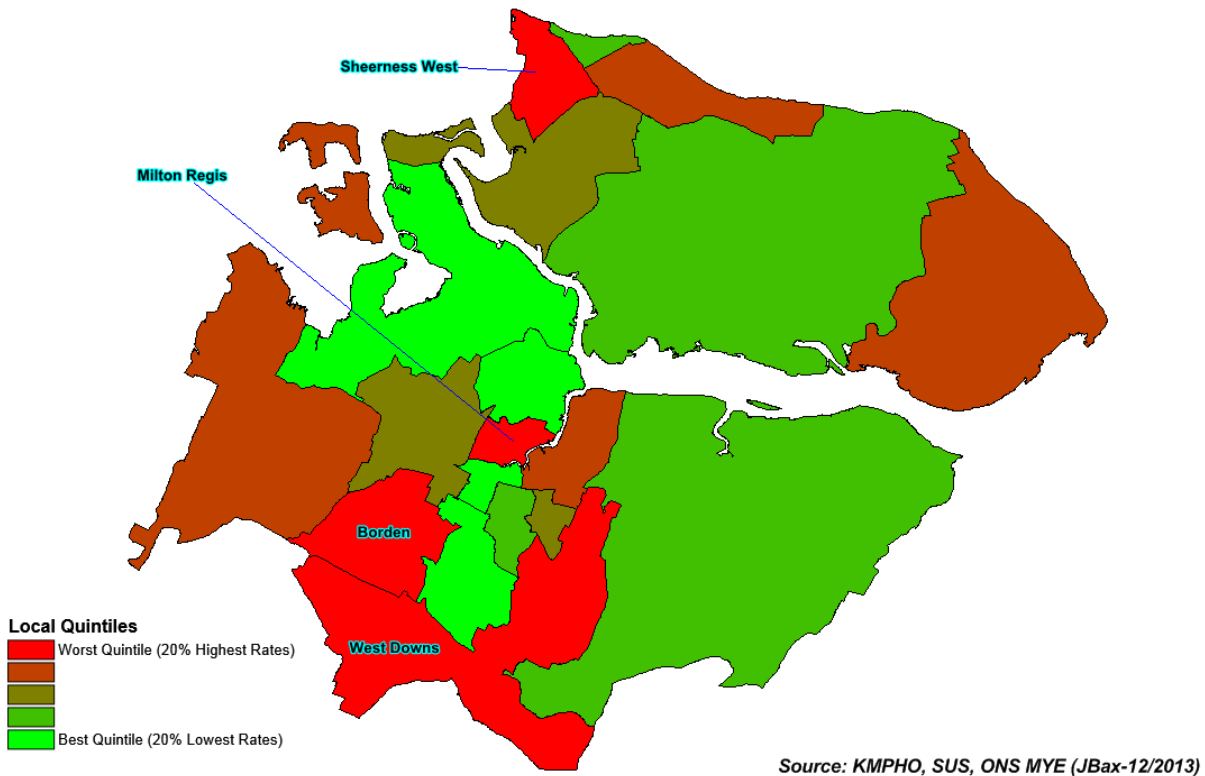 Sheerness West
Milton Regis
Borden
West Downs
Local Quintiles
Worst Quintile (20% Highest Rates)
Best Quintile (20% Lowest Rates)
Source: KMPHO, SUS, ONS MYE (JBax-12/2013)